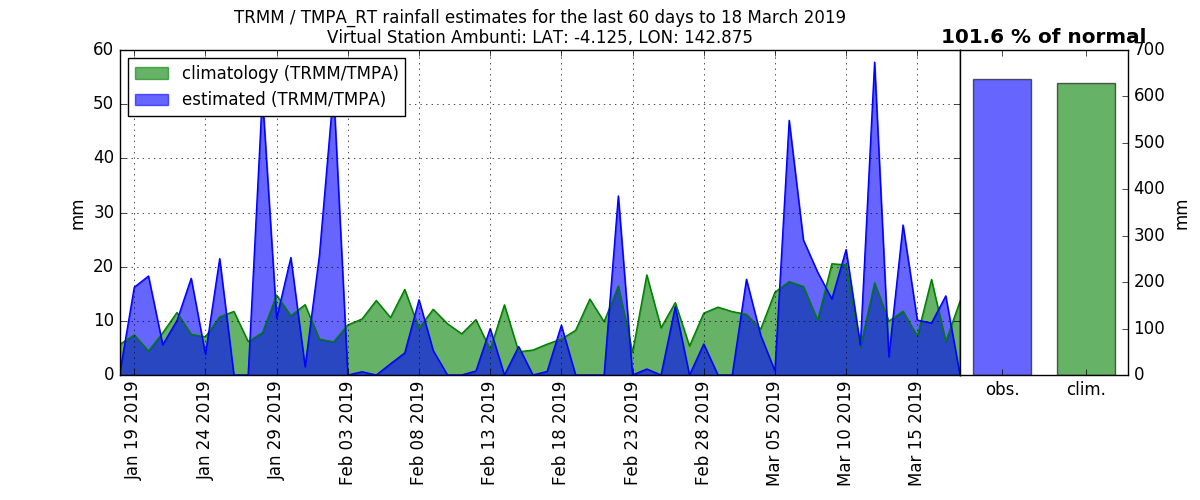 TRMM / TMPA_RT rainfall estimates for the last 60 days to 18 March 2019
Virtual Station Ambunti: LAT: -4.125, LON: 142.875
101.6 % of normal
climatology (TRMM/TMPA)
estimated (TRMM/TMPA)
60
50
40
30
20
10
0
mm
Jan 19 2019
Jan 24 2019
Jan 29 2019
Feb 03 2019
Feb 08 2019
Feb 13 2019
Feb 18 2019
Feb 23 2019
Feb 28 2019
Mar 05 2019
Mar 10 2019
Mar 15 2019
obs.
clim.
700
600
500
400
300
200
100
0
mm